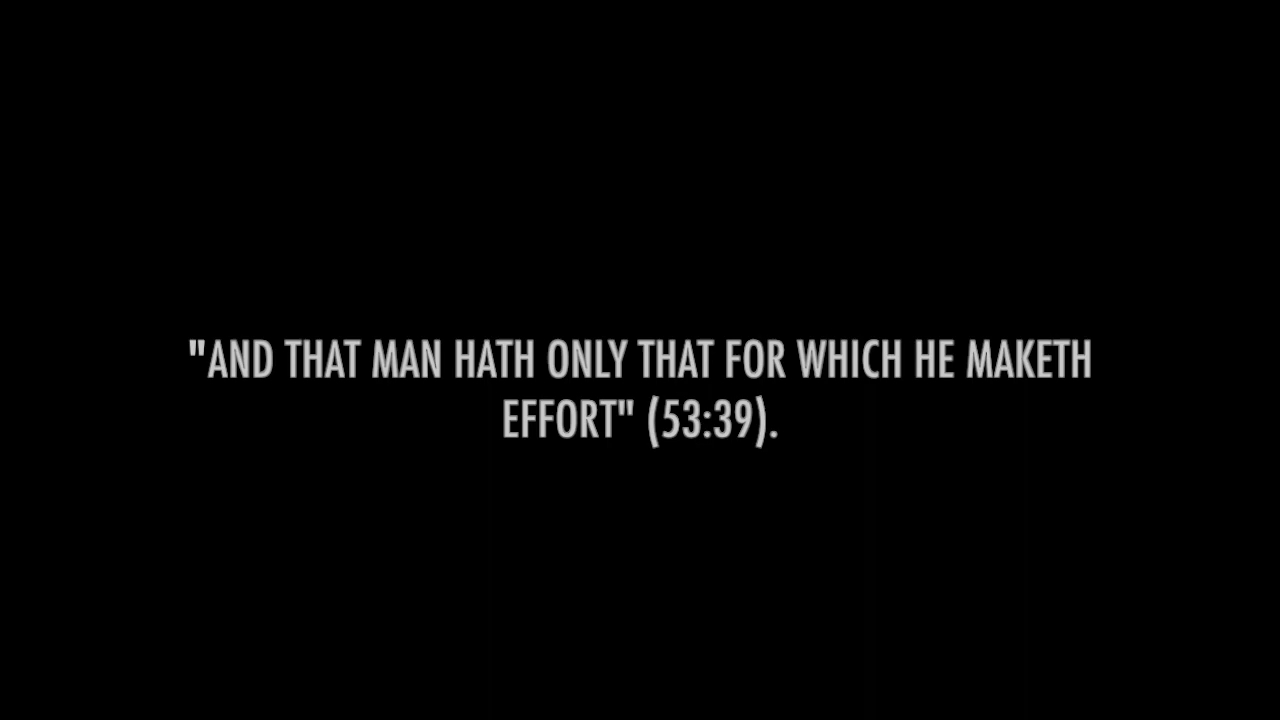 "AND THAT MAN HATH ONLY THAT FOR WHICH HE MAKETH
EFFORT" (53:39).